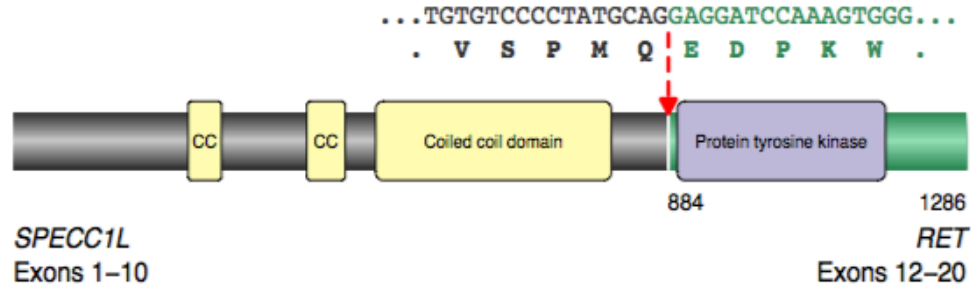 ...TGTGTCCCCTATGCAGGAGGATCCAAAGTGGG...
. V S P M Q E D P K W .
CC CC Coiled coil domain Protein tyrosine kinase
884 1286
SPECC1L RET
Exons 1–10 Exons 12–20